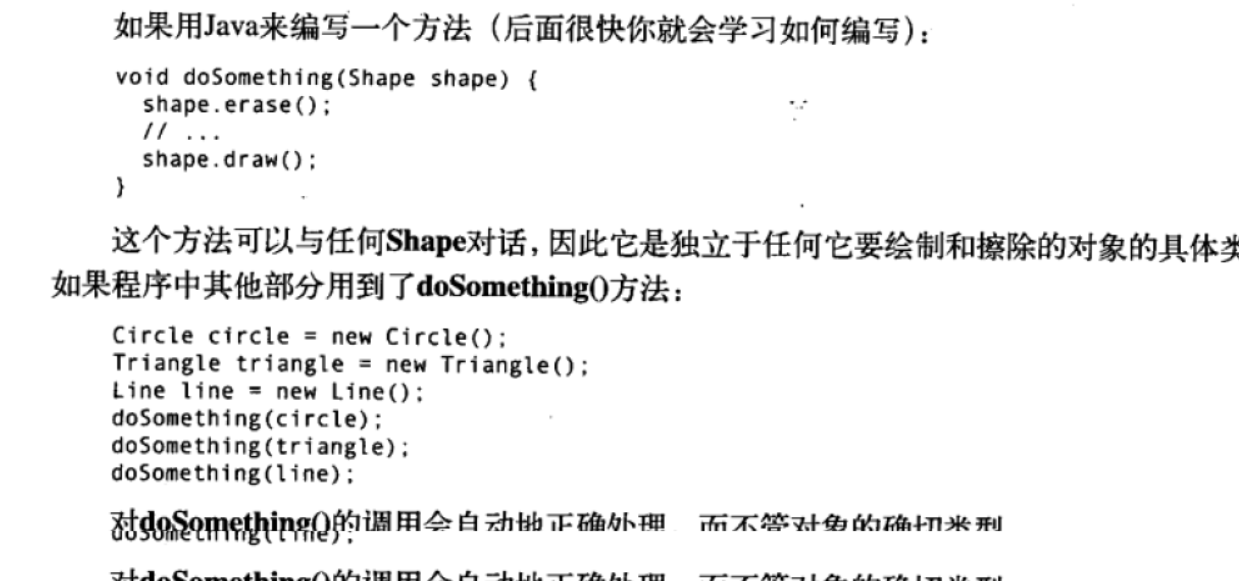 如果用Java来编写一个方法（后面很快你就会学习如何编写）：
void doSomething(Shape shape) {
  shape.erase();
  // ...
  shape.draw();
}
这个方法可以与任何Shape对话，因此它是独立于任何它要绘制和擦除的对象的具体
如果程序中其他部分用到了doSomething()方法：
Circle circle = new Circle();
Triangle triangle = new Triangle();
Line line = new Line();
doSomething(circle);
doSomething(triangle);
doSomething(line);
对doSomething()的调用会自动地正确处理，而不管对象的确切类型
doSomething(line);
对doSomething()的调用会自动地正确处理，而不管对象的确切类型